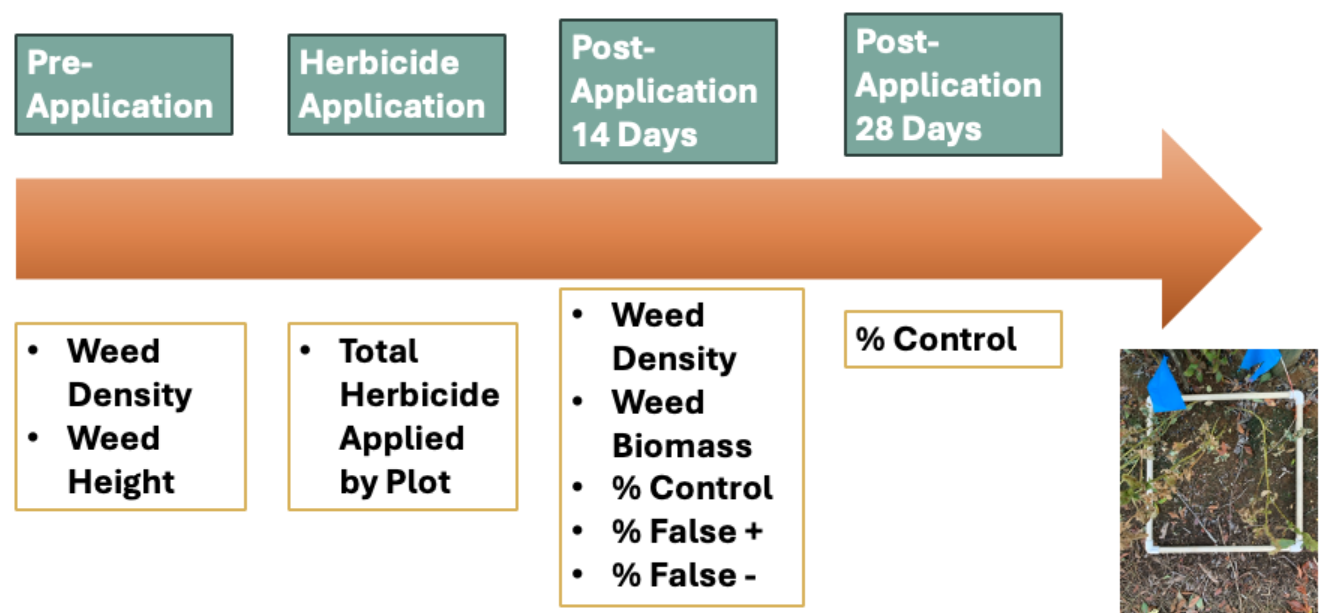 Pre-
Application
Herbicide
Application
Post-
Application
14 Days
Post-
Application
28 Days
• Weed
Density
• Weed
Height
• Total
Herbicide
Applied
by Plot
• Weed
Density
• Weed
Biomass
• % Control
• % False +
• % False -
% Control